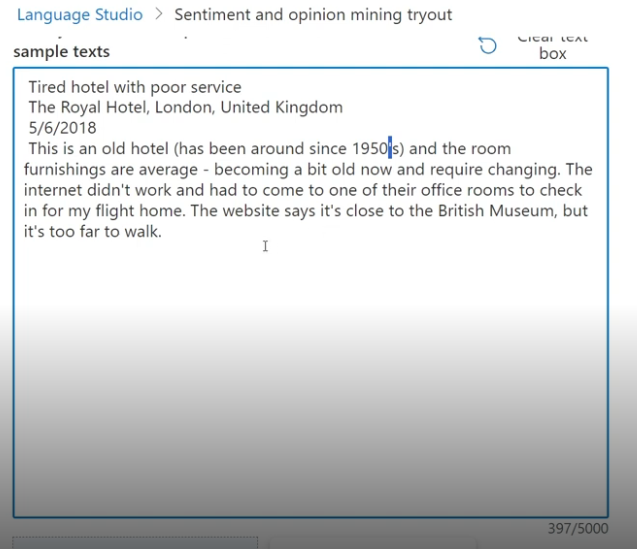 Language Studio > Sentiment and opinion mining tryout
sample texts
Clear text
box
Tired hotel with poor service
The Royal Hotel, London, United Kingdom
5/6/2018
This is an old hotel (has been around since 1950's) and the room
furnishings are average - becoming a bit old now and require changing. The
internet didn't work and had to come to one of their office rooms to check
in for my flight home. The website says it's close to the British Museum, but
it's too far to walk.
397/5000